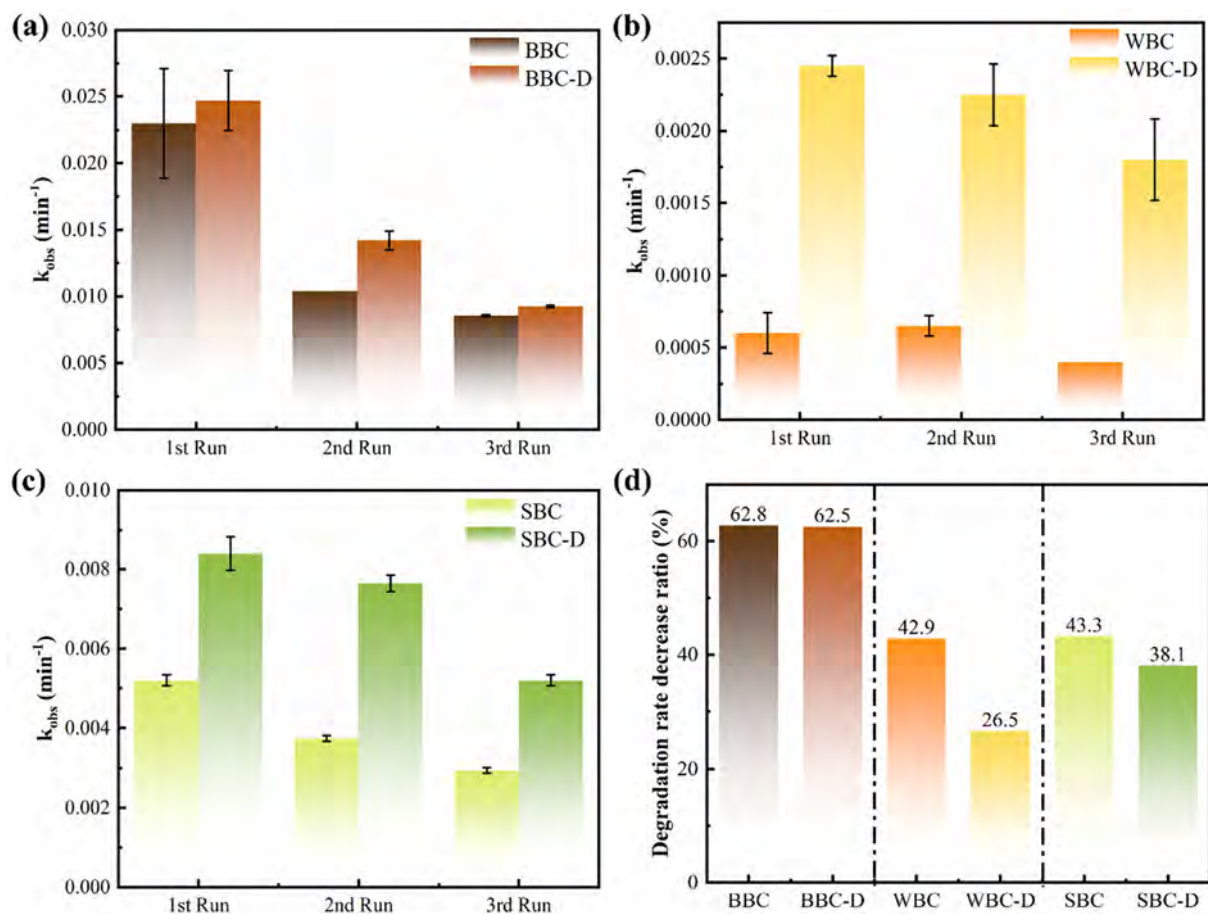 (a)
0.030
0.025
0.020
0.015
0.010
0.005
0.000
k_obs (min⁻¹)
BBC
BBC-D
1st Run 2nd Run 3rd Run
(b)
0.0025
0.0020
0.0015
0.0010
0.0005
0.0000
k_obs (min⁻¹)
WBC
WBC-D
1st Run 2nd Run 3rd Run
(c)
0.010
0.008
0.006
0.004
0.002
0.000
k_obs (min⁻¹)
SBC
SBC-D
1st Run 2nd Run 3rd Run
(d)
60
40
20
0
Degradation rate decrease ratio (%)
62.8 62.5 42.9 26.5 43.3 38.1
BBC BBC-D WBC WBC-D SBC SBC-D